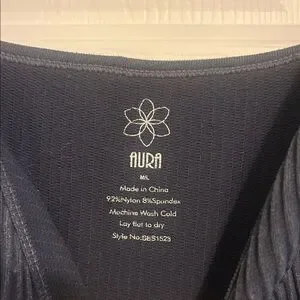 AURA
M/L
Made in China
92%Nylon 8%Spandex
Machine Wash Cold
Lay flat to dry
Style No:SES1523